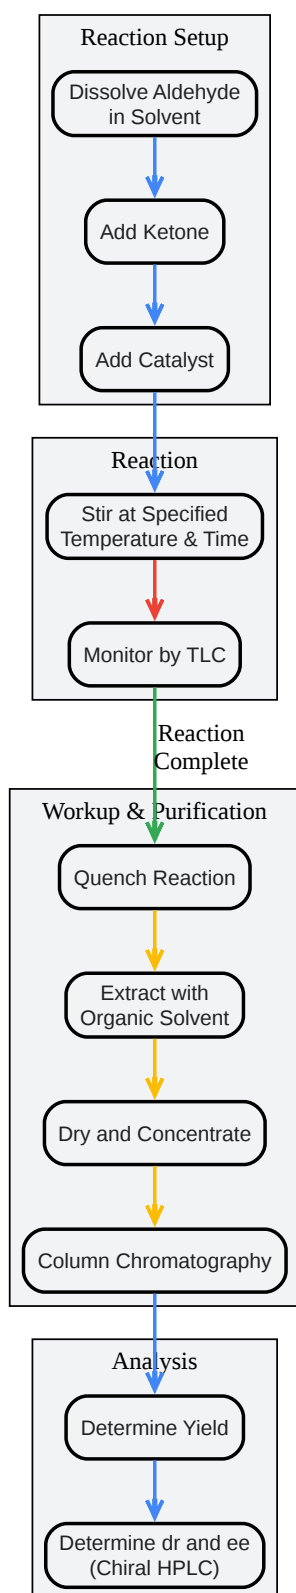 Reaction Setup
Dissolve Aldehyde
in Solvent
Add Ketone
Add Catalyst
Reaction
Stir at Specified
Temperature & Time
Monitor by TLC
Reaction
Complete
Workup & Purification
Quench Reaction
Extract with
Organic Solvent
Dry and Concentrate
Column Chromatography
Analysis
Determine Yield
Determine dr and ee
(Chiral HPLC)